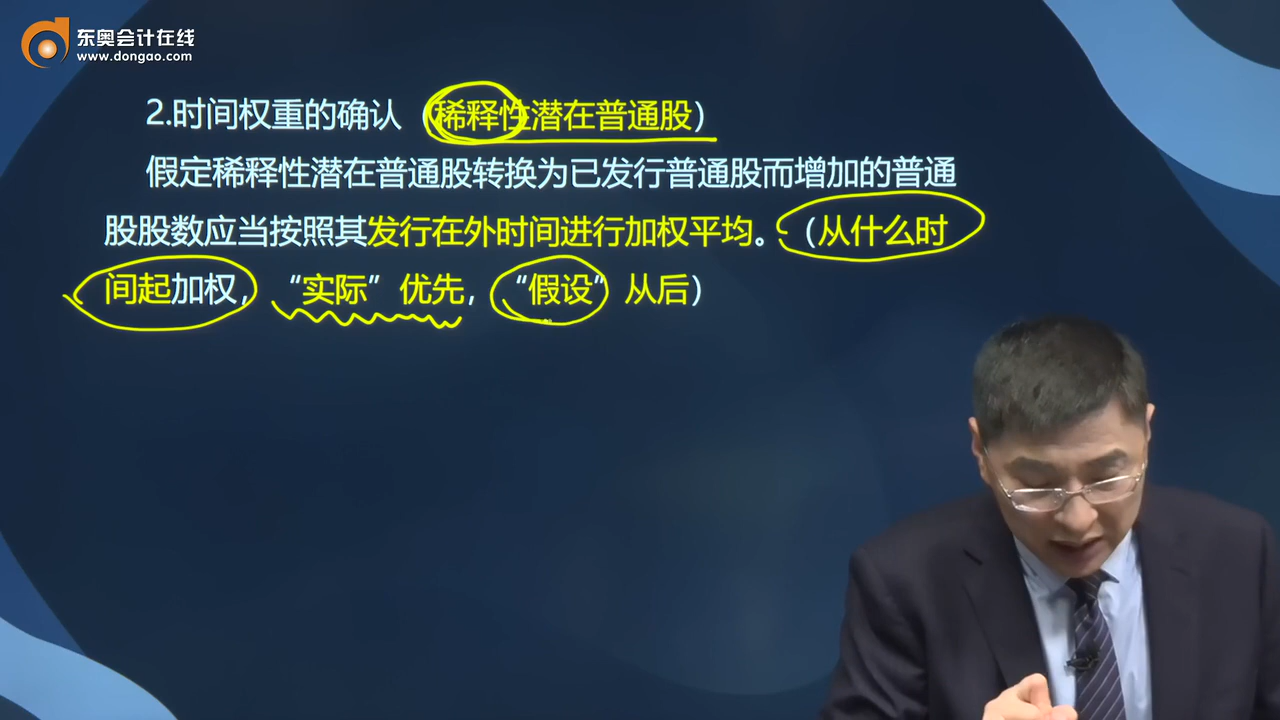 东奥会计在线
www.dongao.com
2.时间权重的确认（稀释性潜在普通股）
假定稀释性潜在普通股转换为已发行普通股而增加的普通
股股数应当按照其发行在外时间进行加权平均。（从什么时
间起加权，“实际”优先，“假设”从后）